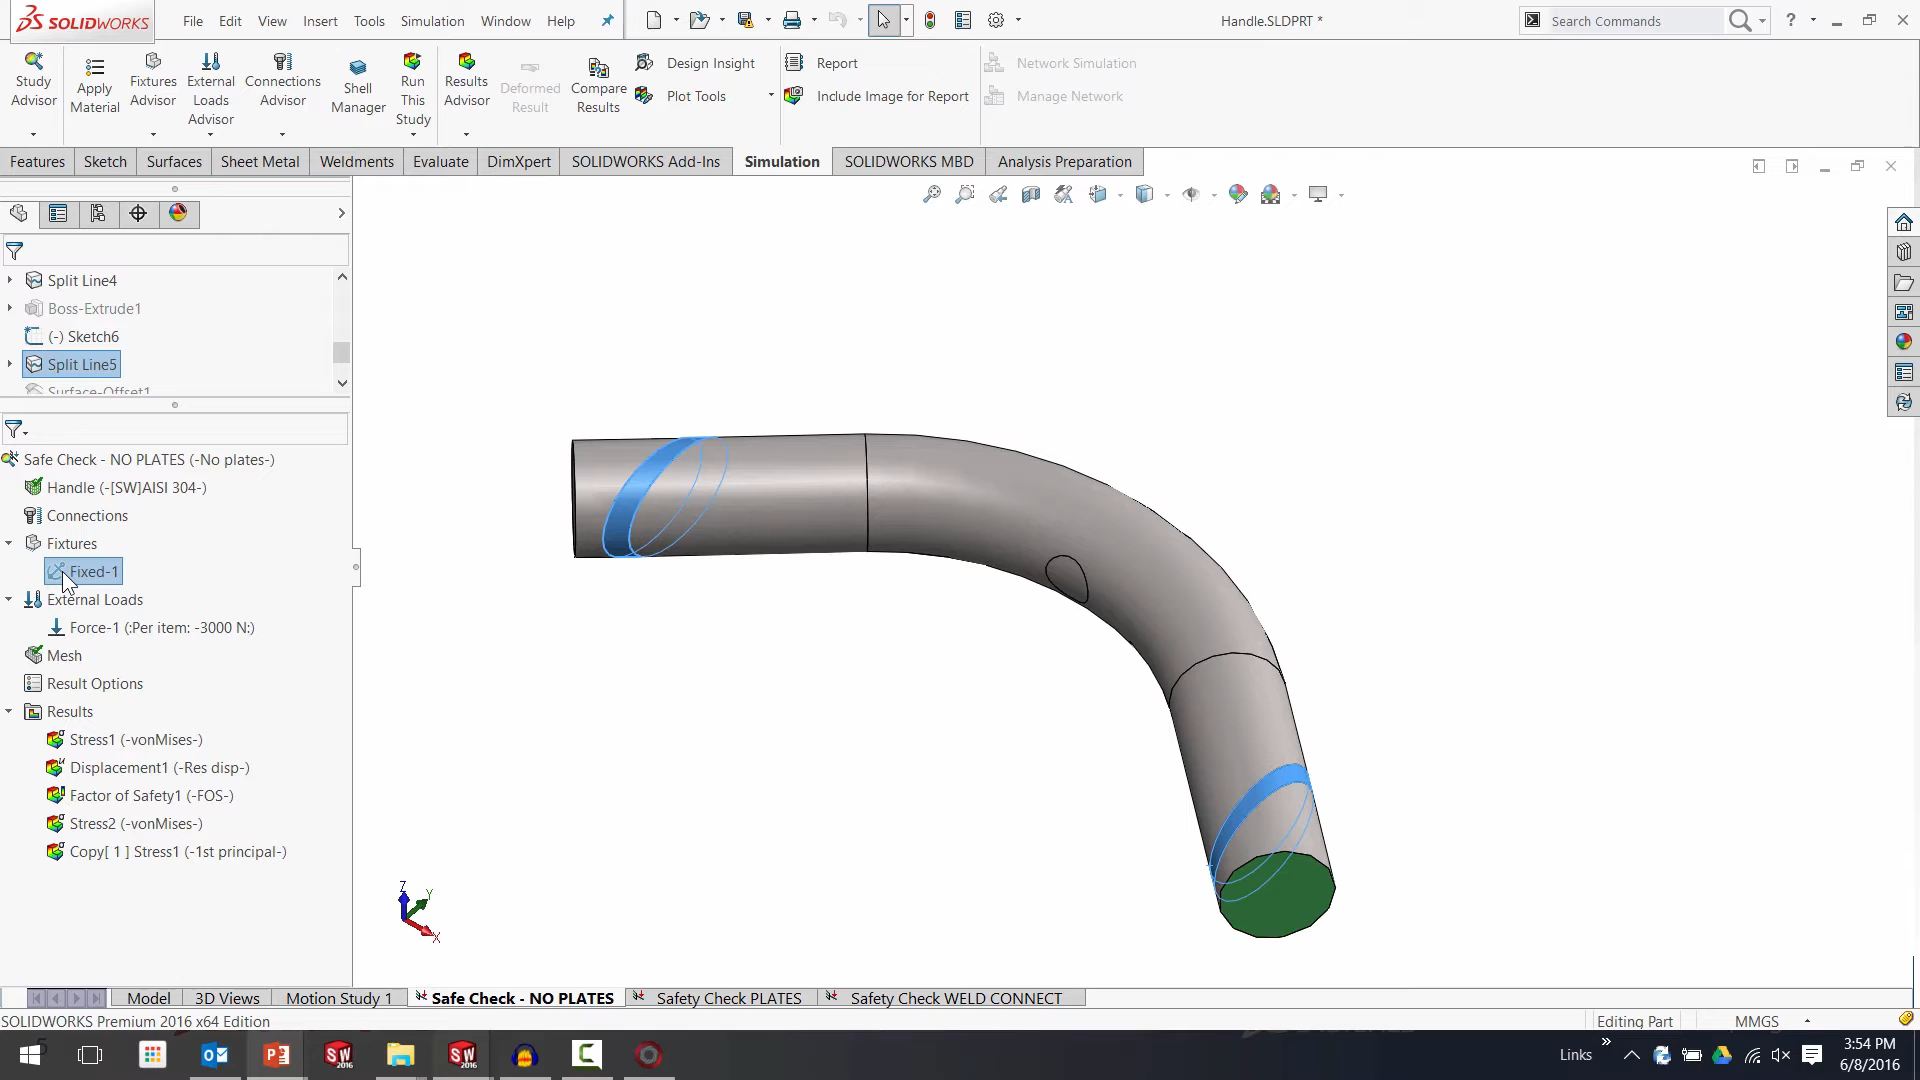 SOLIDWORKS
File Edit View Insert Tools Simulation Window Help
Handle.SLDPRT *
Search Commands
Study Advisor
Apply Material
Fixtures Advisor
External Loads Advisor
Connections Advisor
Shell Manager
Run This Study
Results Advisor
Deformed Result
Compare Results
Design Insight
Plot Tools
Report
Include Image for Report
Network Simulation
Manage Network
Features Sketch Surfaces Sheet Metal Weldments Evaluate DimXpert SOLIDWORKS Add-Ins Simulation SOLIDWORKS MBD Analysis Preparation
Split Line4
Boss-Extrude1
(-) Sketch6
Split Line5
Surface-Offset1
Safe Check - NO PLATES (-No plates-)
Handle (-[SW]AISI 304-)
Connections
Fixtures
Fixed-1
External Loads
Force-1 (:Per item: -3000 N:)
Mesh
Result Options
Results
Stress1 (-vonMises-)
Displacement1 (-Res disp-)
Factor of Safety1 (-FOS-)
Stress2 (-vonMises-)
Copy[ 1 ] Stress1 (-1st principal-)
Z
Y
X
Model 3D Views Motion Study 1 Safe Check - NO PLATES Safety Check PLATES Safety Check WELD CONNECT
SOLIDWORKS Premium 2016 x64 Edition
Editing Part
MMGS
Links
3:54 PM
6/8/2016